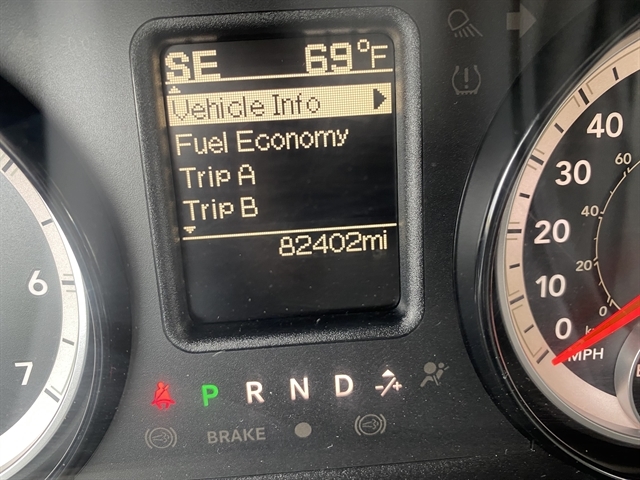 SE 69°F
Vehicle Info
Fuel Economy
Trip A
Trip B
82402mi
P R N D -/+
BRAKE
6
7
40
30
20
10
0
MPH
60
40
20
0